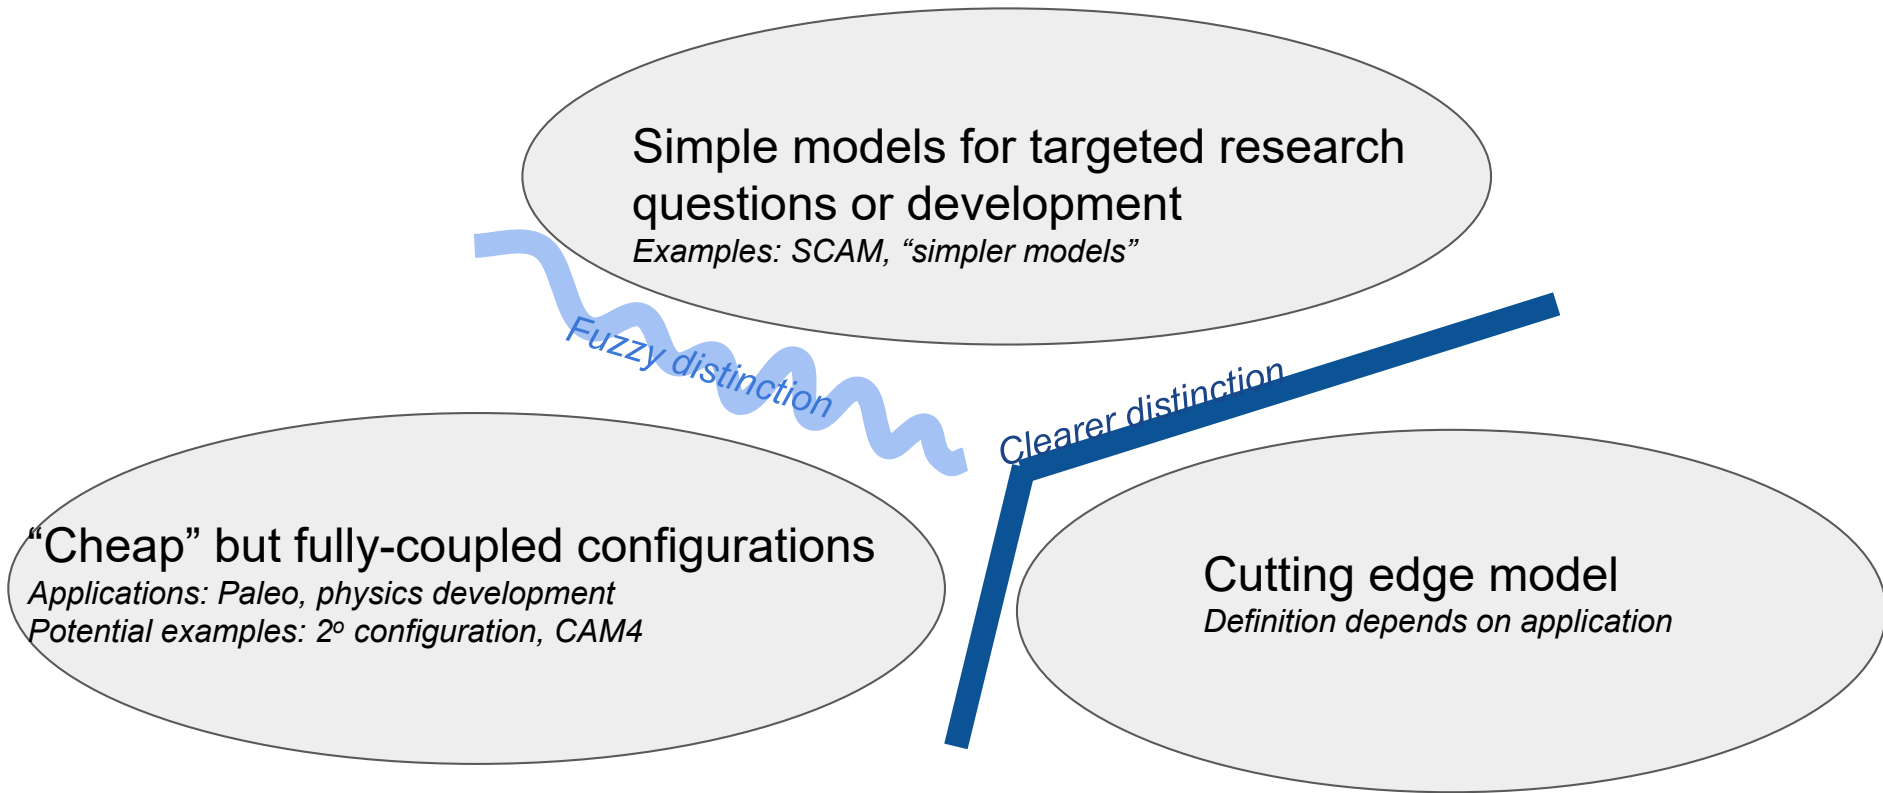 Simple models for targeted research
questions or development
Examples: SCAM, “simpler models”
Fuzzy distinction
Clearer distinction
“Cheap” but fully-coupled configurations
Applications: Paleo, physics development
Potential examples: 2º configuration, CAM4
Cutting edge model
Definition depends on application